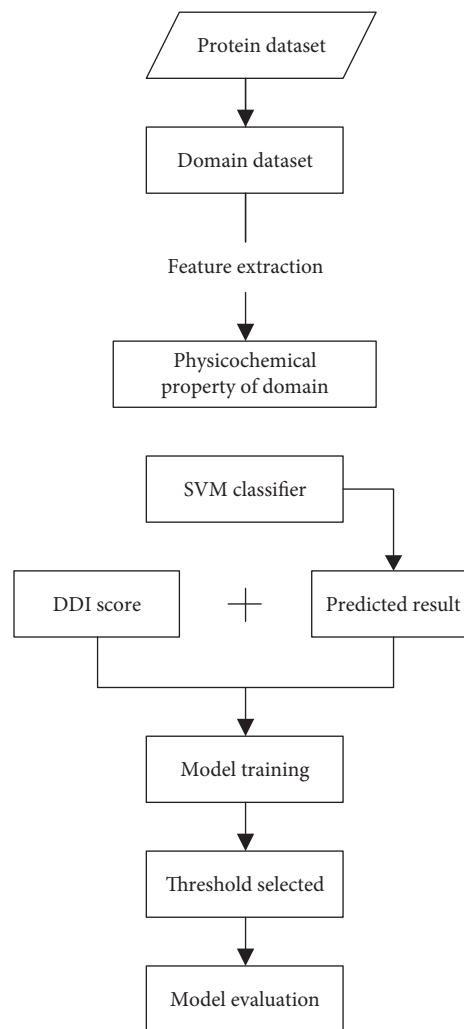 Protein dataset
Domain dataset
Feature extraction
Physicochemical
property of domain
SVM classifier
DDI score
Predicted result
Model training
Threshold selected
Model evaluation